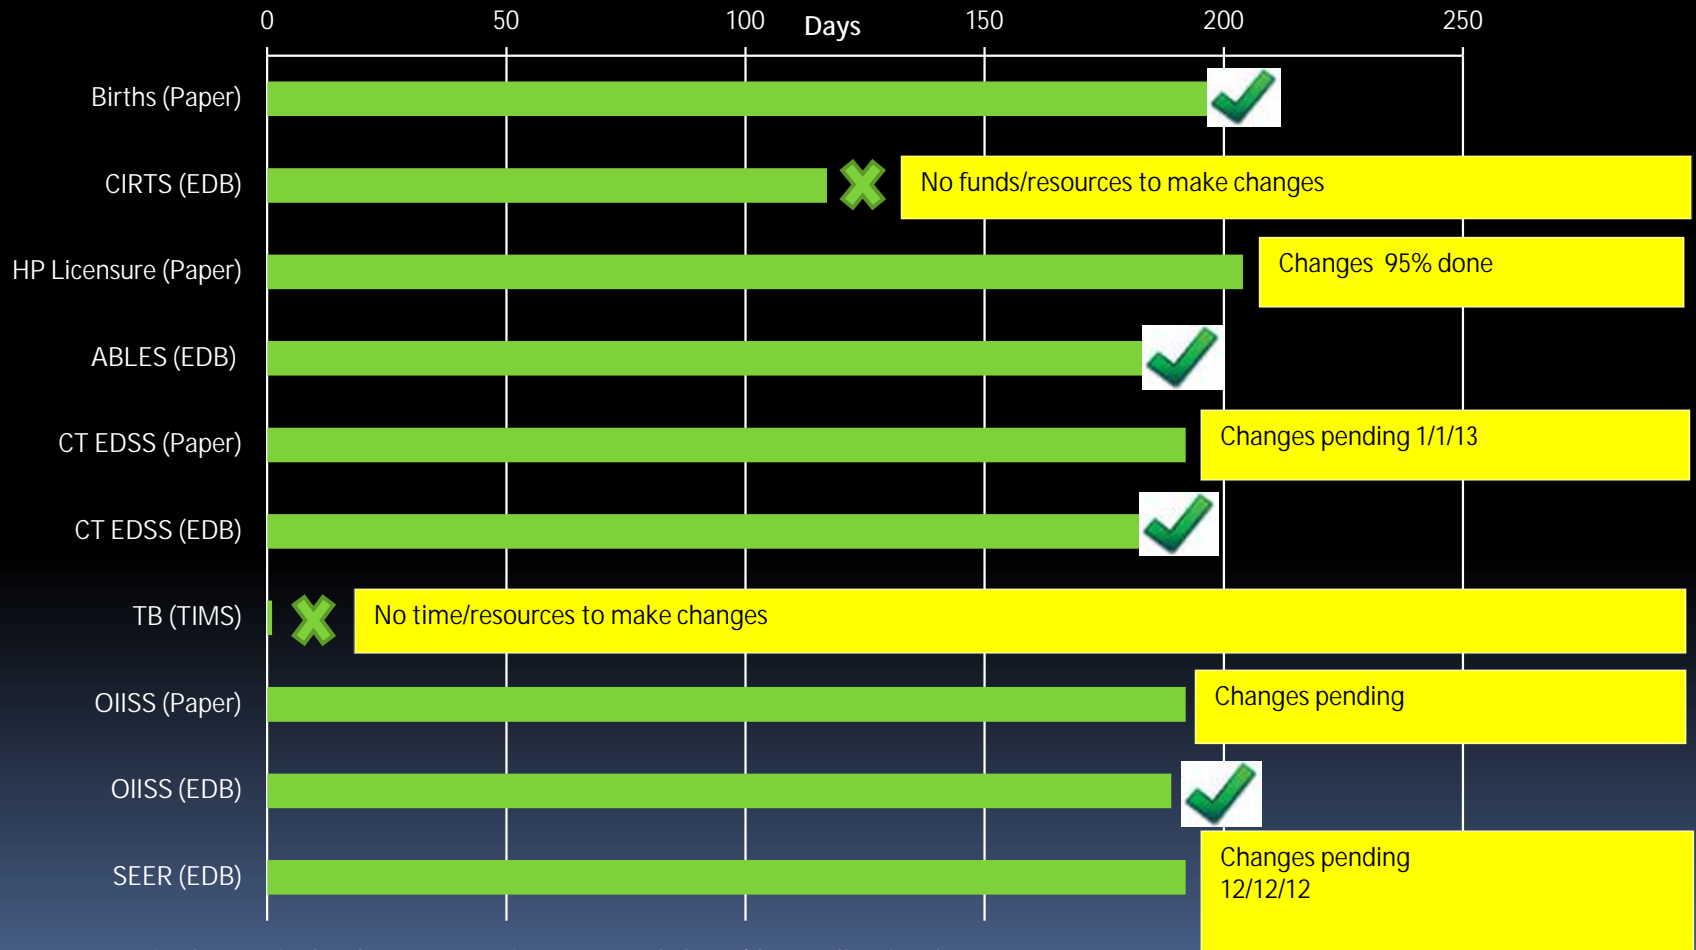 0 50 100 150 200 250
Days
Births (Paper)
CIRTS (EDB)
No funds/resources to make changes
HP Licensure (Paper)
Changes 95% done
ABLES (EDB)
CT EDSS (Paper)
Changes pending 1/1/13
CT EDSS (EDB)
TB (TIMS)
No time/resources to make changes
OIISS (Paper)
Changes pending
OIISS (EDB)
SEER (EDB)
Changes pending
12/12/12